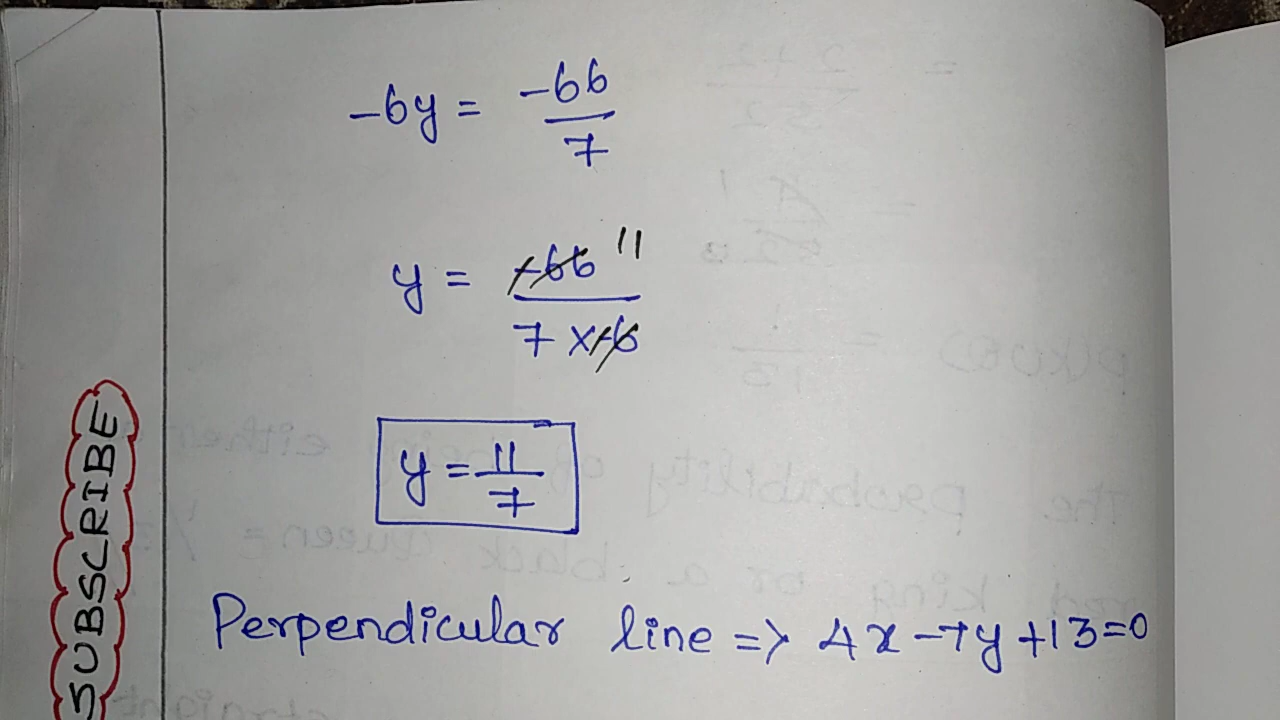 -6y = -66/7
y = -66 11/7 × -6
y = 11/7
Perpendicular line => 4x - 7y + 13 = 0
SUBSCRIBE